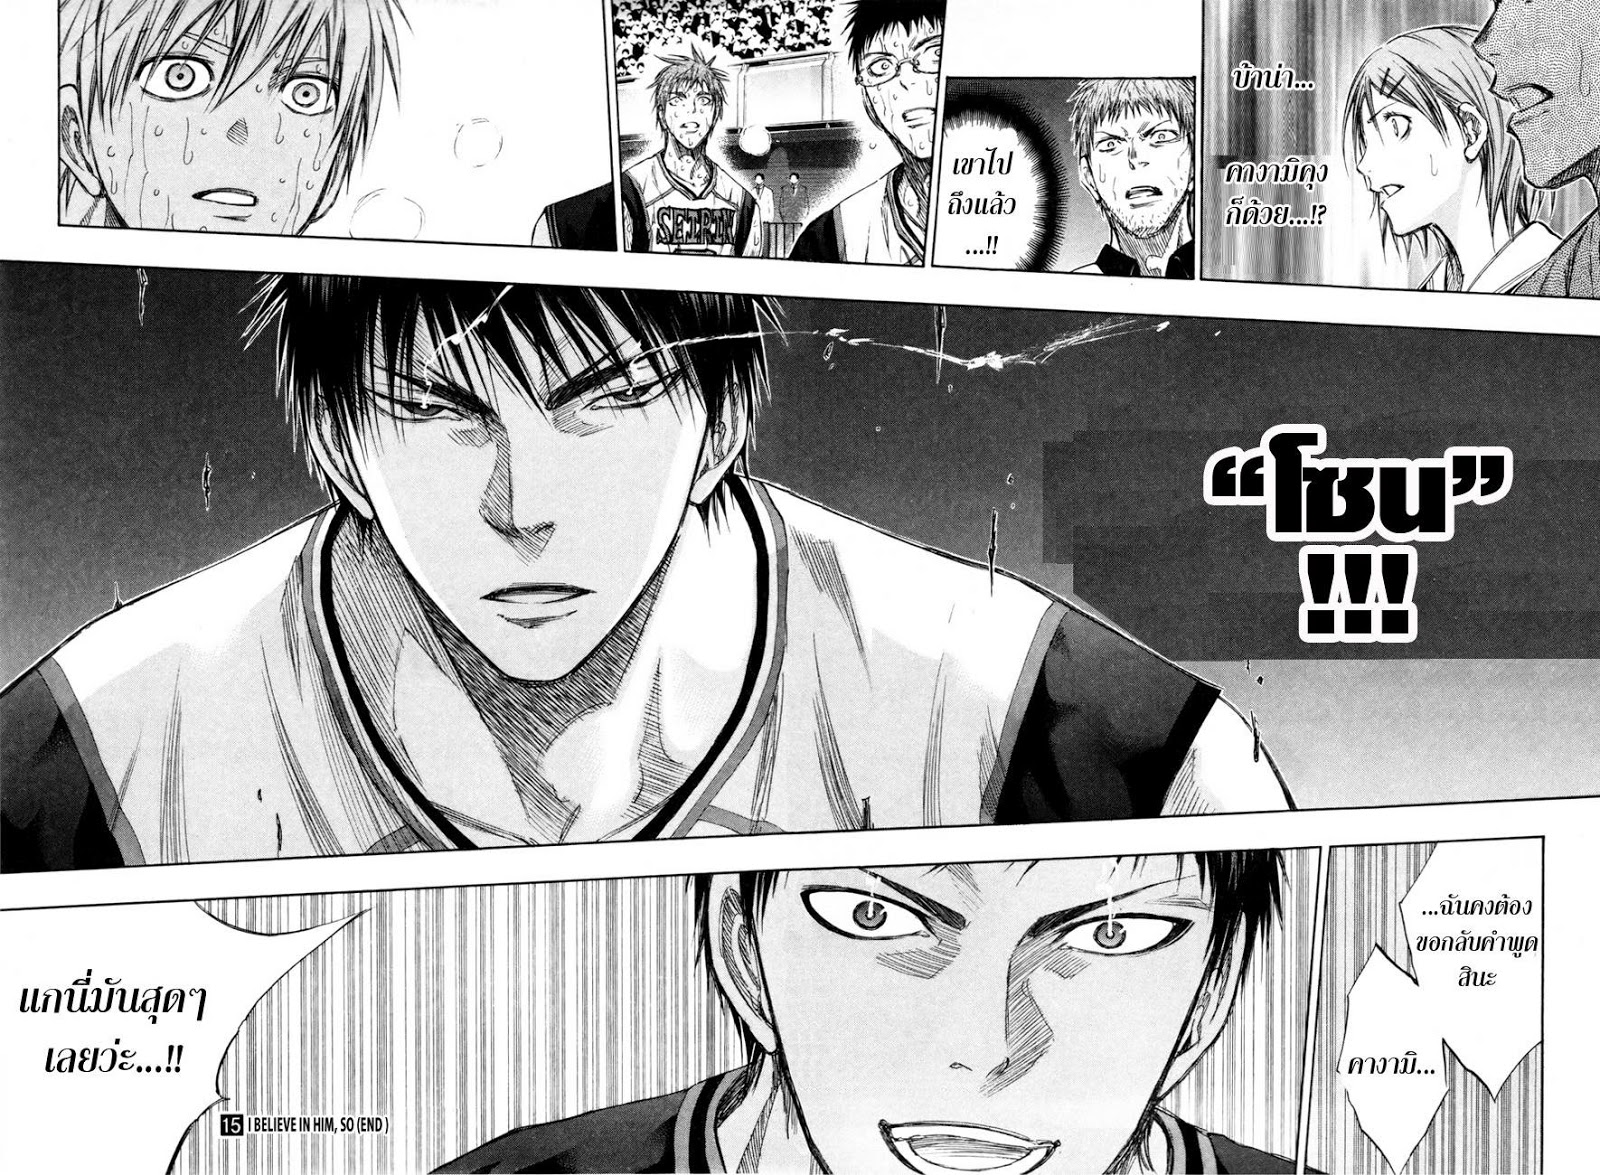 บ้าน่า...
คางามิคุง
ก็ด้วย...!?
เขาไป
ถึงแล้ว
...!!
SEIRIN
“โซน”
!!!
...ฉันคงต้อง
ขอกลับคำพูด
สินะ
คางามิ...
แกนี่มันสุดๆ
เลยว่ะ...!!
15 I BELIEVE IN HIM, SO (END)